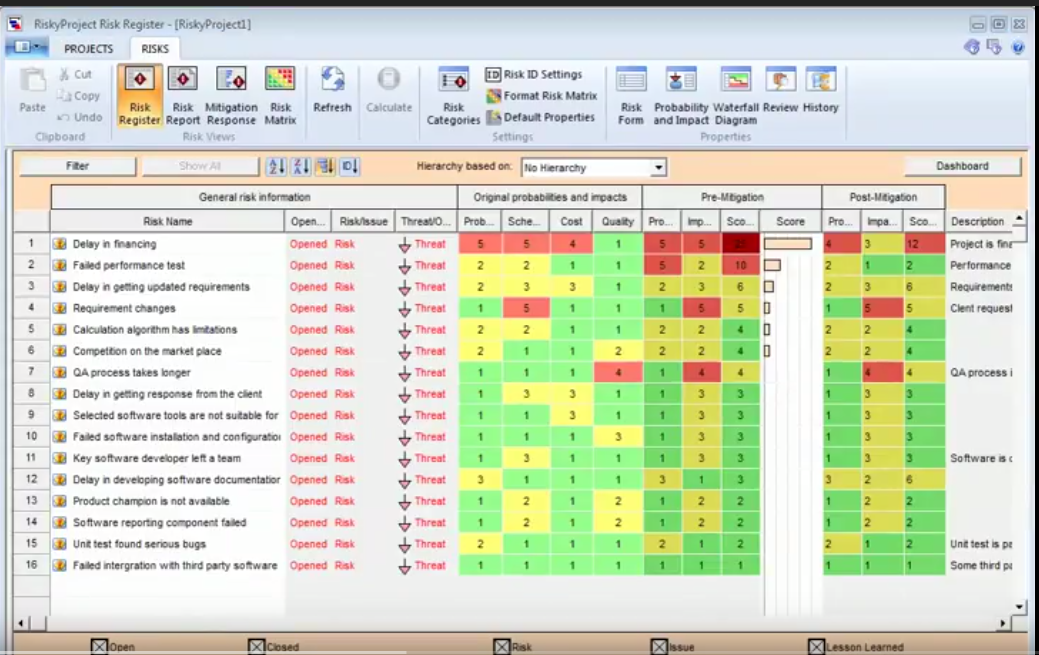 RiskyProject Risk Register - [RiskyProject1]
PROJECTS RISKS
Paste Cut Copy Undo Risk Register Risk Report Mitigation Response Risk Matrix Refresh Calculate Risk Categories Risk ID Settings Format Risk Matrix Default Properties Risk Form Probability and Impact Waterfall Diagram Review History
Clipboard Risk Views Settings Properties
Filter Show All Hierarchy based on: No Hierarchy Dashboard
General risk information Original probabilities and impacts Pre-Mitigation Post-Mitigation
Risk Name Open... Risk/Issue Threat/O... Prob... Sche... Cost Quality Pro... Imp... Sco... Score Pro... Impa... Sco... Description
1 Delay in financing Opened Risk Threat 5 5 4 1 5 5 4 3 12 Project is fina
2 Failed performance test Opened Risk Threat 2 2 1 1 5 2 10 2 1 2 Performance
3 Delay in getting updated requirements Opened Risk Threat 2 3 3 1 2 3 6 2 3 6 Requirements
4 Requirement changes Opened Risk Threat 1 5 1 1 1 5 5 1 5 5 Client request
5 Calculation algorithm has limitations Opened Risk Threat 2 2 1 1 2 2 4 2 2 4
6 Competition on the market place Opened Risk Threat 2 1 1 2 2 2 4 2 2 4
7 QA process takes longer Opened Risk Threat 1 1 1 4 1 4 4 1 4 4 QA process i
8 Delay in getting response from the client Opened Risk Threat 1 3 3 1 1 3 3 1 3 3
9 Selected software tools are not suitable for Opened Risk Threat 1 1 3 1 1 3 3 1 3 3
10 Failed software installation and configuratio Opened Risk Threat 1 1 1 3 1 3 3 1 3 3
11 Key software developer left a team Opened Risk Threat 1 3 1 1 1 3 3 1 3 3 Software is c
12 Delay in developing software documentation Opened Risk Threat 3 1 1 1 3 1 3 3 2 6
13 Product champion is not available Opened Risk Threat 1 2 1 2 1 2 2 1 2 2
14 Software reporting component failed Opened Risk Threat 1 2 1 2 1 2 2 1 2 2
15 Unit test found serious bugs Opened Risk Threat 2 1 1 1 2 1 2 2 1 2 Unit test is pa
16 Failed intergration with third party software Opened Risk Threat 1 1 1 1 1 1 1 1 1 1 Some third pa
Open Closed Risk Issue Lesson Learned